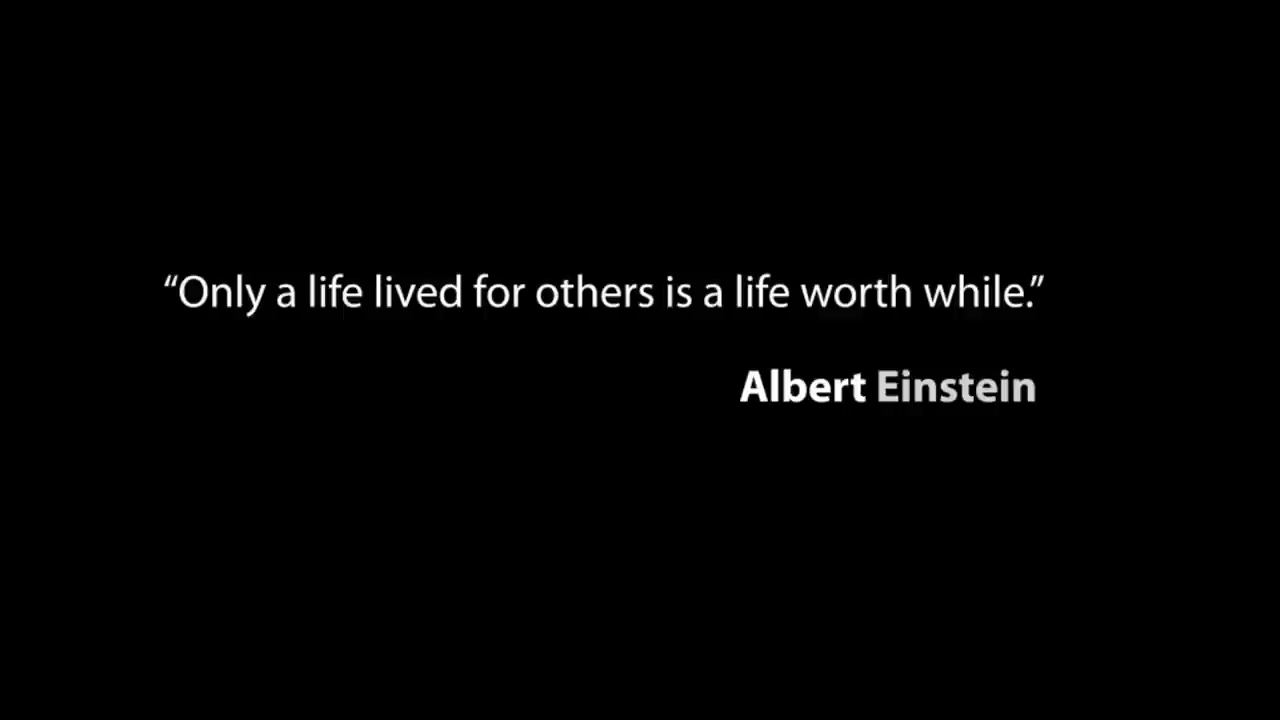 “Only a life lived for others is a life worth while.”
Albert Einstein